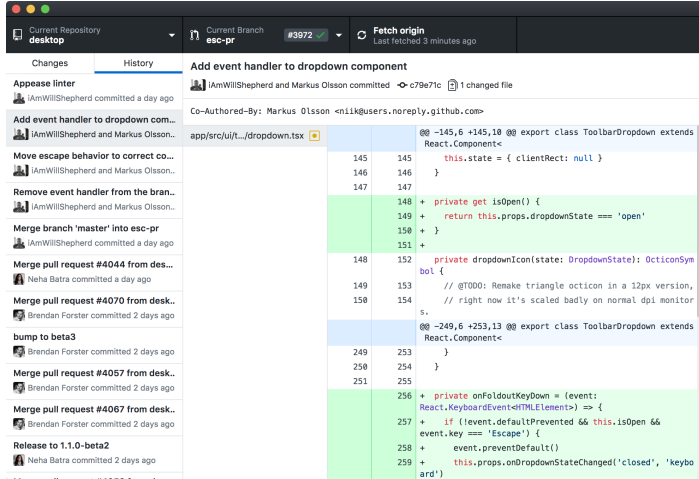 Current Repository
desktop
Current Branch
esc-pr
#3972
Fetch origin
Last fetched 3 minutes ago
Changes
History
Appease linter
iAmWillShepherd committed a day ago
Add event handler to dropdown com...
iAmWillShepherd and Markus Olsson...
Move escape behavior to correct co...
iAmWillShepherd and Markus Olsson...
Remove event handler from the bran...
iAmWillShepherd and Markus Olsson...
Merge branch 'master' into esc-pr
iAmWillShepherd committed a day ago
Merge pull request #4044 from des...
Neha Batra committed a day ago
Merge pull request #4070 from desk...
Brendan Forster committed 2 days ago
bump to beta3
Brendan Forster committed 2 days ago
Merge pull request #4057 from desk...
Brendan Forster committed 2 days ago
Merge pull request #4067 from desk...
Brendan Forster committed 2 days ago
Release to 1.1.0-beta2
Neha Batra committed 2 days ago
Add event handler to dropdown component
iAmWillShepherd and Markus Olsson committed
c79e71c
1 changed file
Co-Authored-By: Markus Olsson <niik@users.noreply.github.com>
app/src/ui/t.../dropdown.tsx
@@ -145,6 +145,10 @@ export class ToolbarDropdown extends
React.Component<
145 145 this.state = { clientRect: null }
146 146 }
147 147
148 + private get isOpen() {
149 + return this.props.dropdownState === 'open'
150 + }
151 +
148 152 private dropdownIcon(state: DropdownState): OcticonSym
bol {
149 153 // @TODO: Remake triangle octicon in a 12px version,
150 154 // right now it's scaled badly on normal dpi monitor
s.
@@ -249,6 +253,13 @@ export class ToolbarDropdown extends
React.Component<
249 253 }
250 254 }
251 255
256 + private onFoldoutKeyDown = (event:
React.KeyboardEvent<HTMLElement>) => {
257 + if (!event.defaultPrevented && this.isOpen &&
event.key === 'Escape') {
258 + event.preventDefault()
259 + this.props.onDropdownStateChanged('closed', 'keybo
ard')